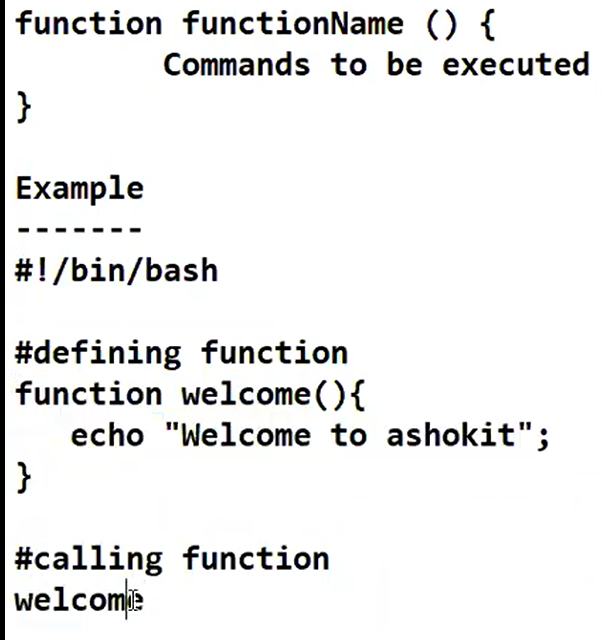 function functionName () {
Commands to be executed
}
Example
-------
#!/bin/bash
#defining function
function welcome(){
echo "Welcome to ashokit";
}
#calling function
welcome